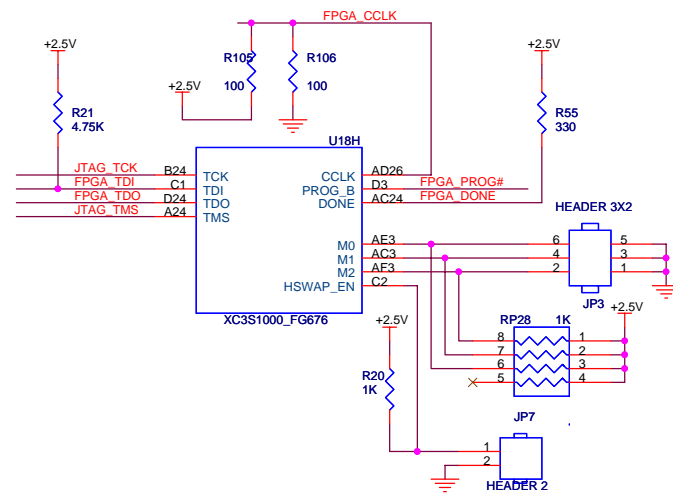 FPGA_CCLK
+2.5V
+2.5V
R105
R106
+2.5V
100
100
R21
4.75K
R55
330
U18H
JTAG_TCK B24 TCK CCLK AD26
FPGA_TDI C1 TDI PROG_B D3 FPGA_PROG#
FPGA_TDO D24 TDO DONE AC24 FPGA_DONE
JTAG_TMS A24 TMS
HEADER 3X2
M0 AE3 6 5
M1 AC3 4 3
M2 AF3 2 1
HSWAP_EN C2
JP3
XC3S1000_FG676
+2.5V
+2.5V
RP28 1K
8 1
7 2
6 3
5 4
R20
1K
JP7
1
2
HEADER 2